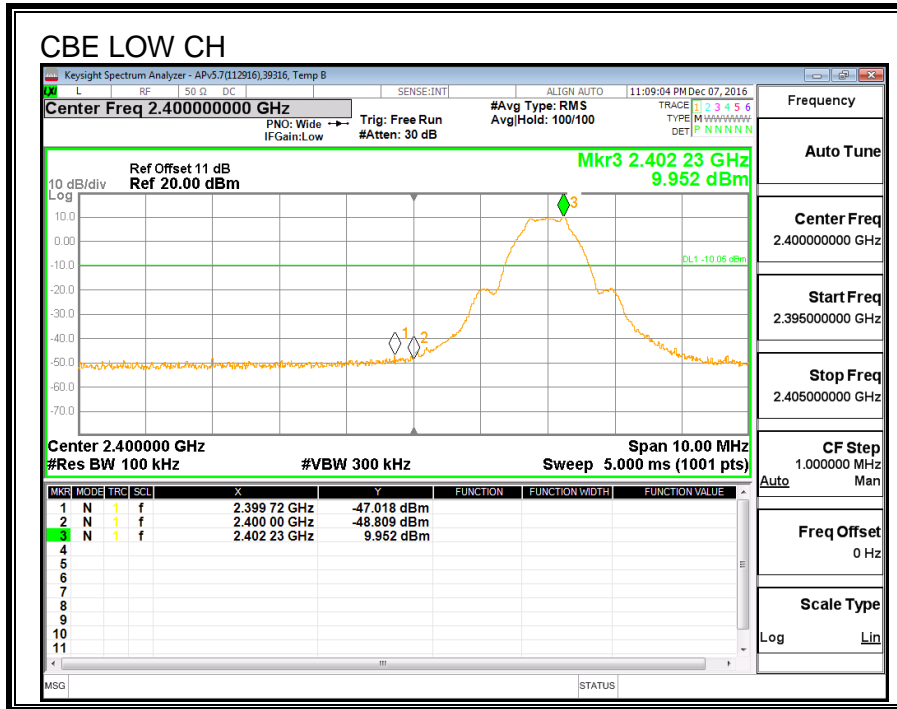 CBE LOW CH
Keysight Spectrum Analyzer - APv5.7(112916),39316, Temp B
L RF 50 Ω DC SENSE:INT ALIGN AUTO 11:09:04 PM Dec 07, 2016
Center Freq 2.400000000 GHz
PNO: Wide
IFGain:Low
Trig: Free Run
#Atten: 30 dB
#Avg Type: RMS
Avg|Hold: 100/100
TRACE 1 2 3 4 5 6
TYPE M WWWWW
DET P N N N N N
Ref Offset 11 dB
Ref 20.00 dBm
10 dB/div
Log
Mkr3 2.402 23 GHz
9.952 dBm
10.0
0.00
-10.0
-20.0
-30.0
-40.0
-50.0
-60.0
-70.0
DL1 -10.05 dBm
3
1
2
Center 2.400000 GHz
Span 10.00 MHz
#Res BW 100 kHz
#VBW 300 kHz
Sweep 5.000 ms (1001 pts)
MKR MODE TRC SCL X Y FUNCTION FUNCTION WIDTH FUNCTION VALUE
1 N 1 f 2.399 72 GHz -47.018 dBm
2 N 1 f 2.400 00 GHz -48.809 dBm
3 N 1 f 2.402 23 GHz 9.952 dBm
4
5
6
7
8
9
10
11
MSG
STATUS
Frequency
Auto Tune
Center Freq
2.400000000 GHz
Start Freq
2.395000000 GHz
Stop Freq
2.405000000 GHz
CF Step
1.000000 MHz
Auto Man
Freq Offset
0 Hz
Scale Type
Log Lin